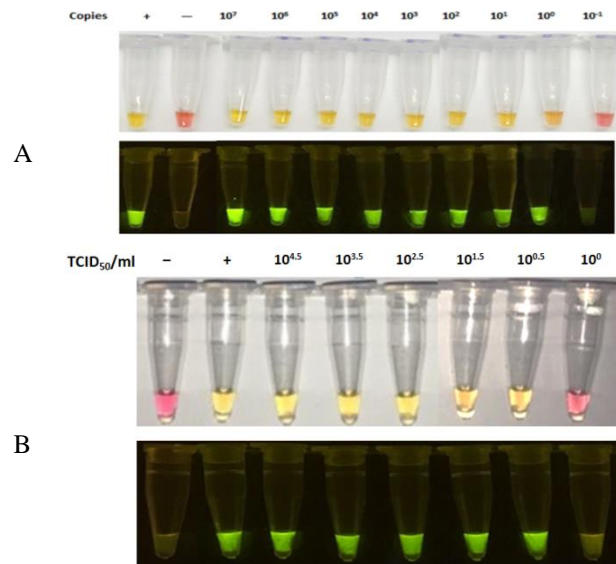 Copies + — 10⁷ 10⁶ 10⁵ 10⁴ 10³ 10² 10¹ 10⁰ 10⁻¹
A
TCID₅₀/ml – + 10⁴·⁵ 10³·⁵ 10²·⁵ 10¹·⁵ 10⁰·⁵ 10⁰
B